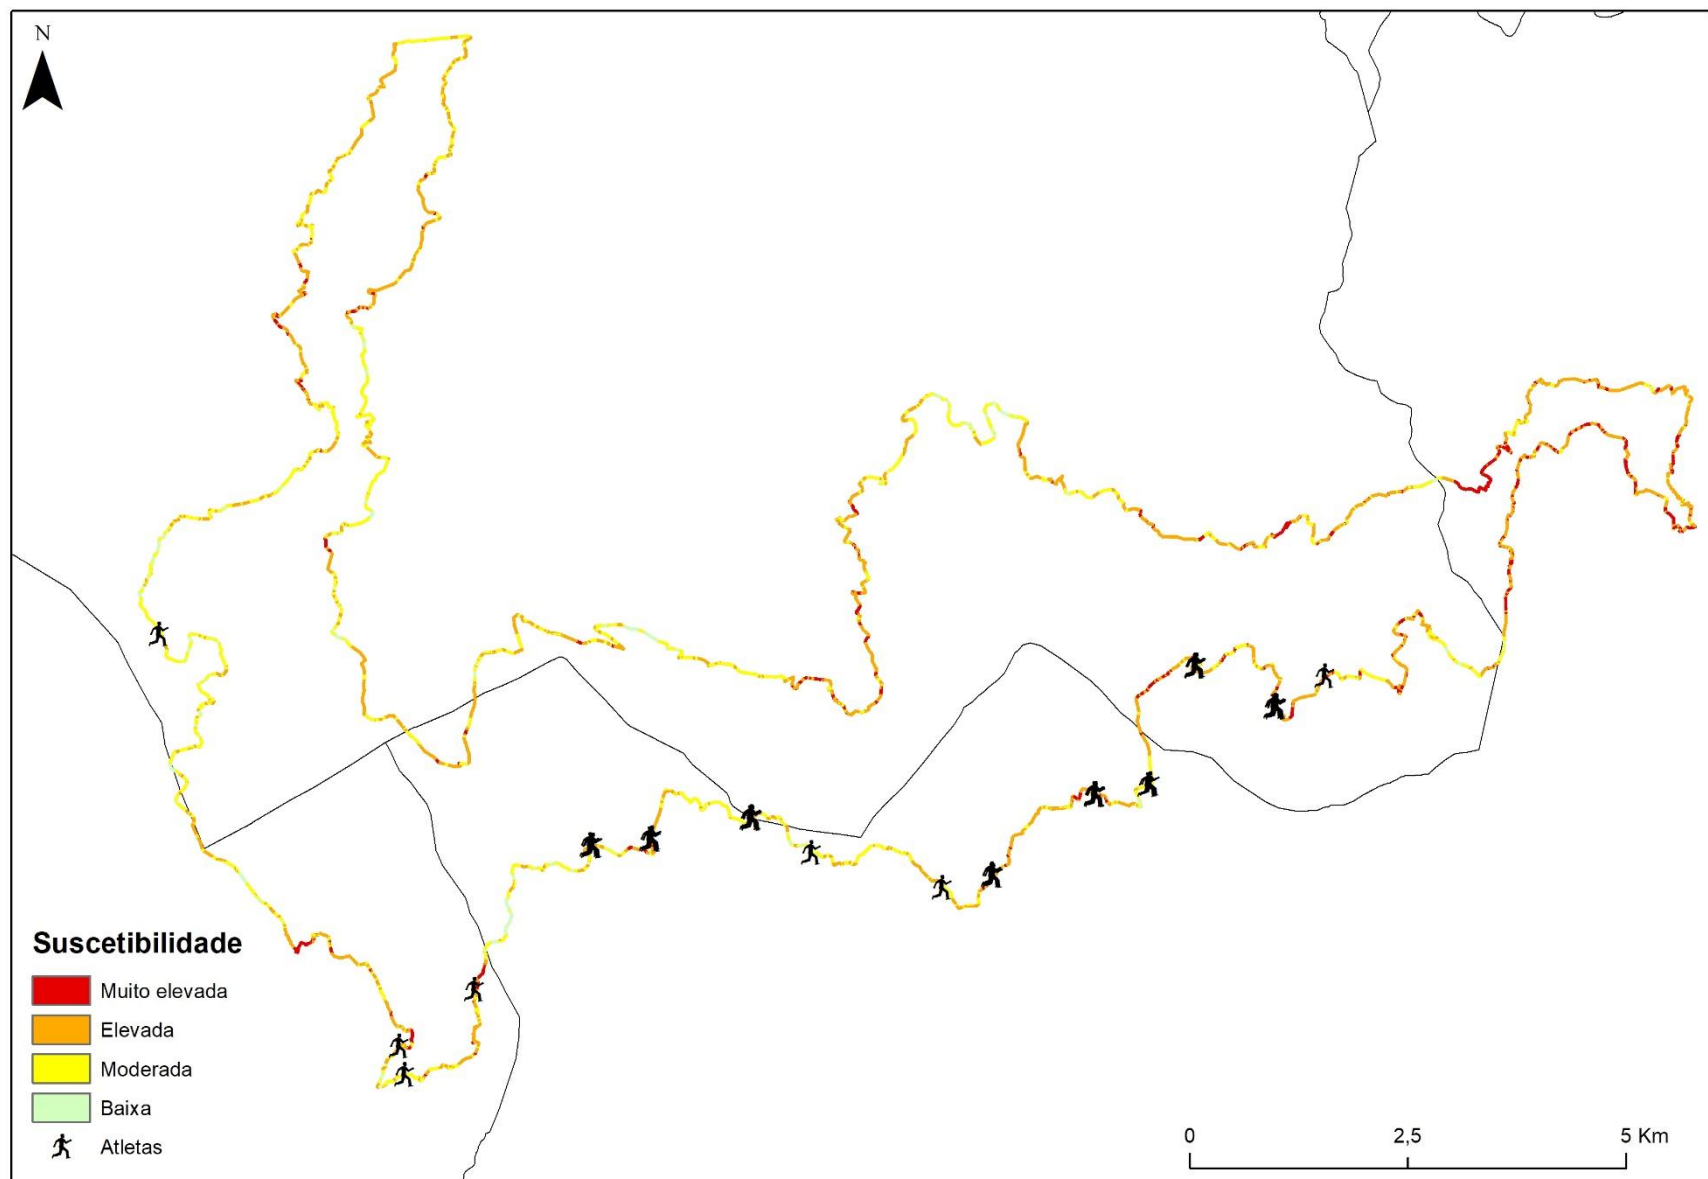 N
Suscetibilidade
Muito elevada
Elevada
Moderada
Baixa
Atletas
0 2,5 5 Km